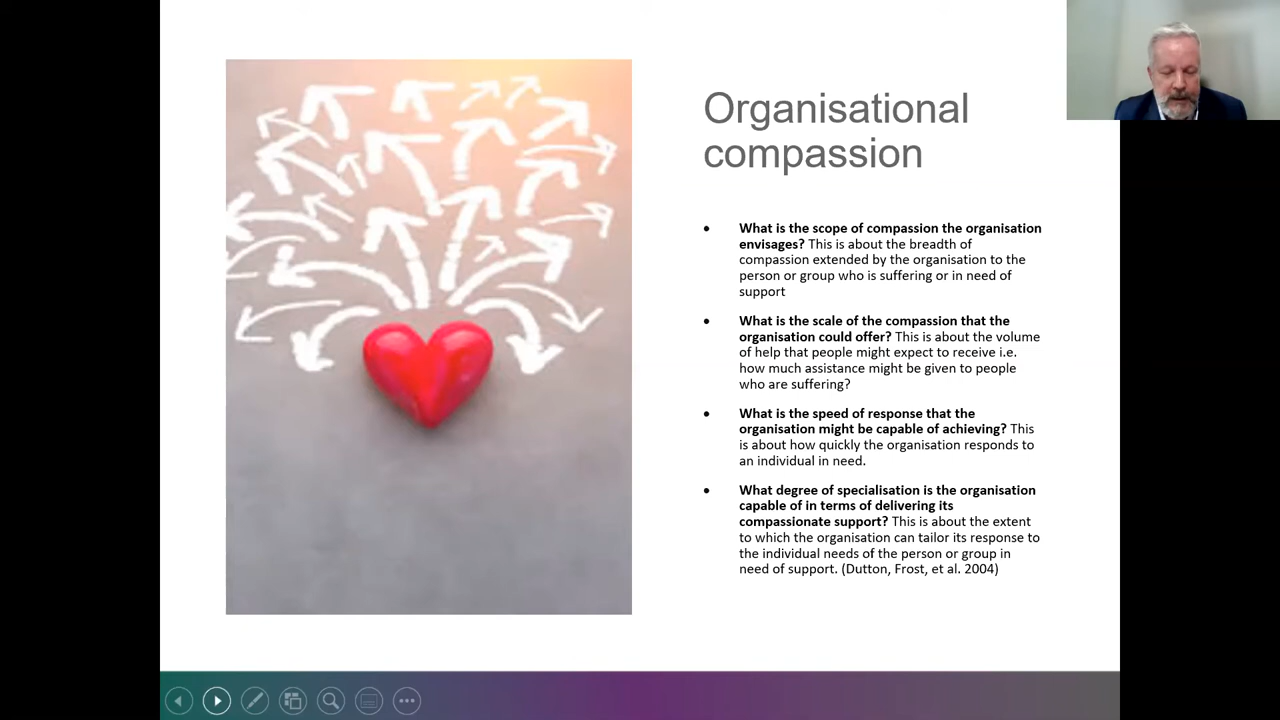 Organisational
compassion
• What is the scope of compassion the organisation
envisages? This is about the breadth of
compassion extended by the organisation to the
person or group who is suffering or in need of
support
• What is the scale of the compassion that the
organisation could offer? This is about the volume
of help that people might expect to receive i.e.
how much assistance might be given to people
who are suffering?
• What is the speed of response that the
organisation might be capable of achieving? This
is about how quickly the organisation responds to
an individual in need.
• What degree of specialisation is the organisation
capable of in terms of delivering its
compassionate support? This is about the extent
to which the organisation can tailor its response to
the individual needs of the person or group in
need of support. (Dutton, Frost, et al. 2004)